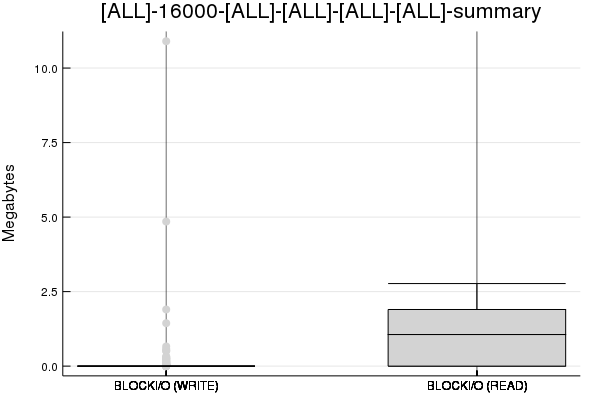 [ALL]-16000-[ALL]-[ALL]-[ALL]-[ALL]-summary
Megabytes
10.0
7.5
5.0
2.5
0.0
BLOCKI/O (WRITE)
BLOCKI/O (READ)